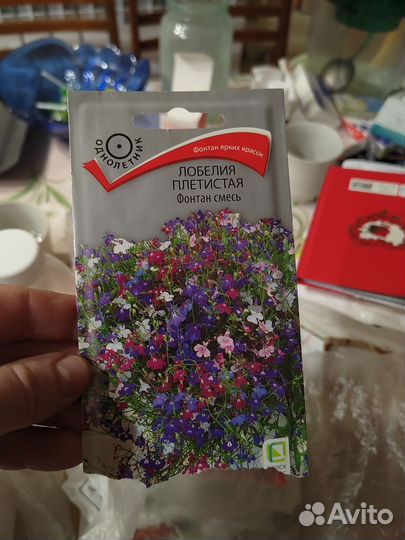 ОДНОЛЕТНИК
Фонтан ярких красок
ЛОБЕЛИЯ
ПЛЕТИСТАЯ
Фонтан смесь
Avito